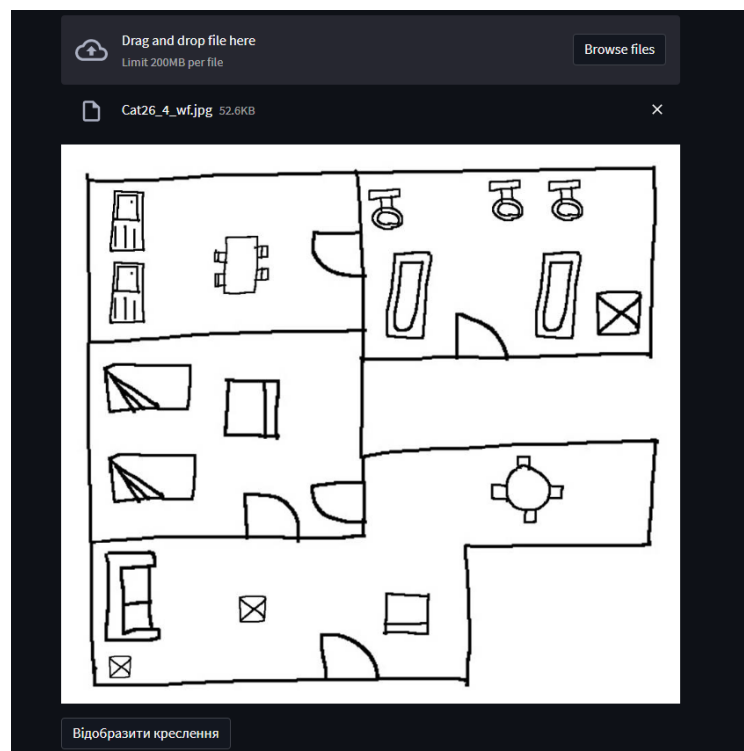 Drag and drop file here
Limit 200MB per file
Browse files
Cat26_4_wf.jpg 52.6KB
Відобразити креслення